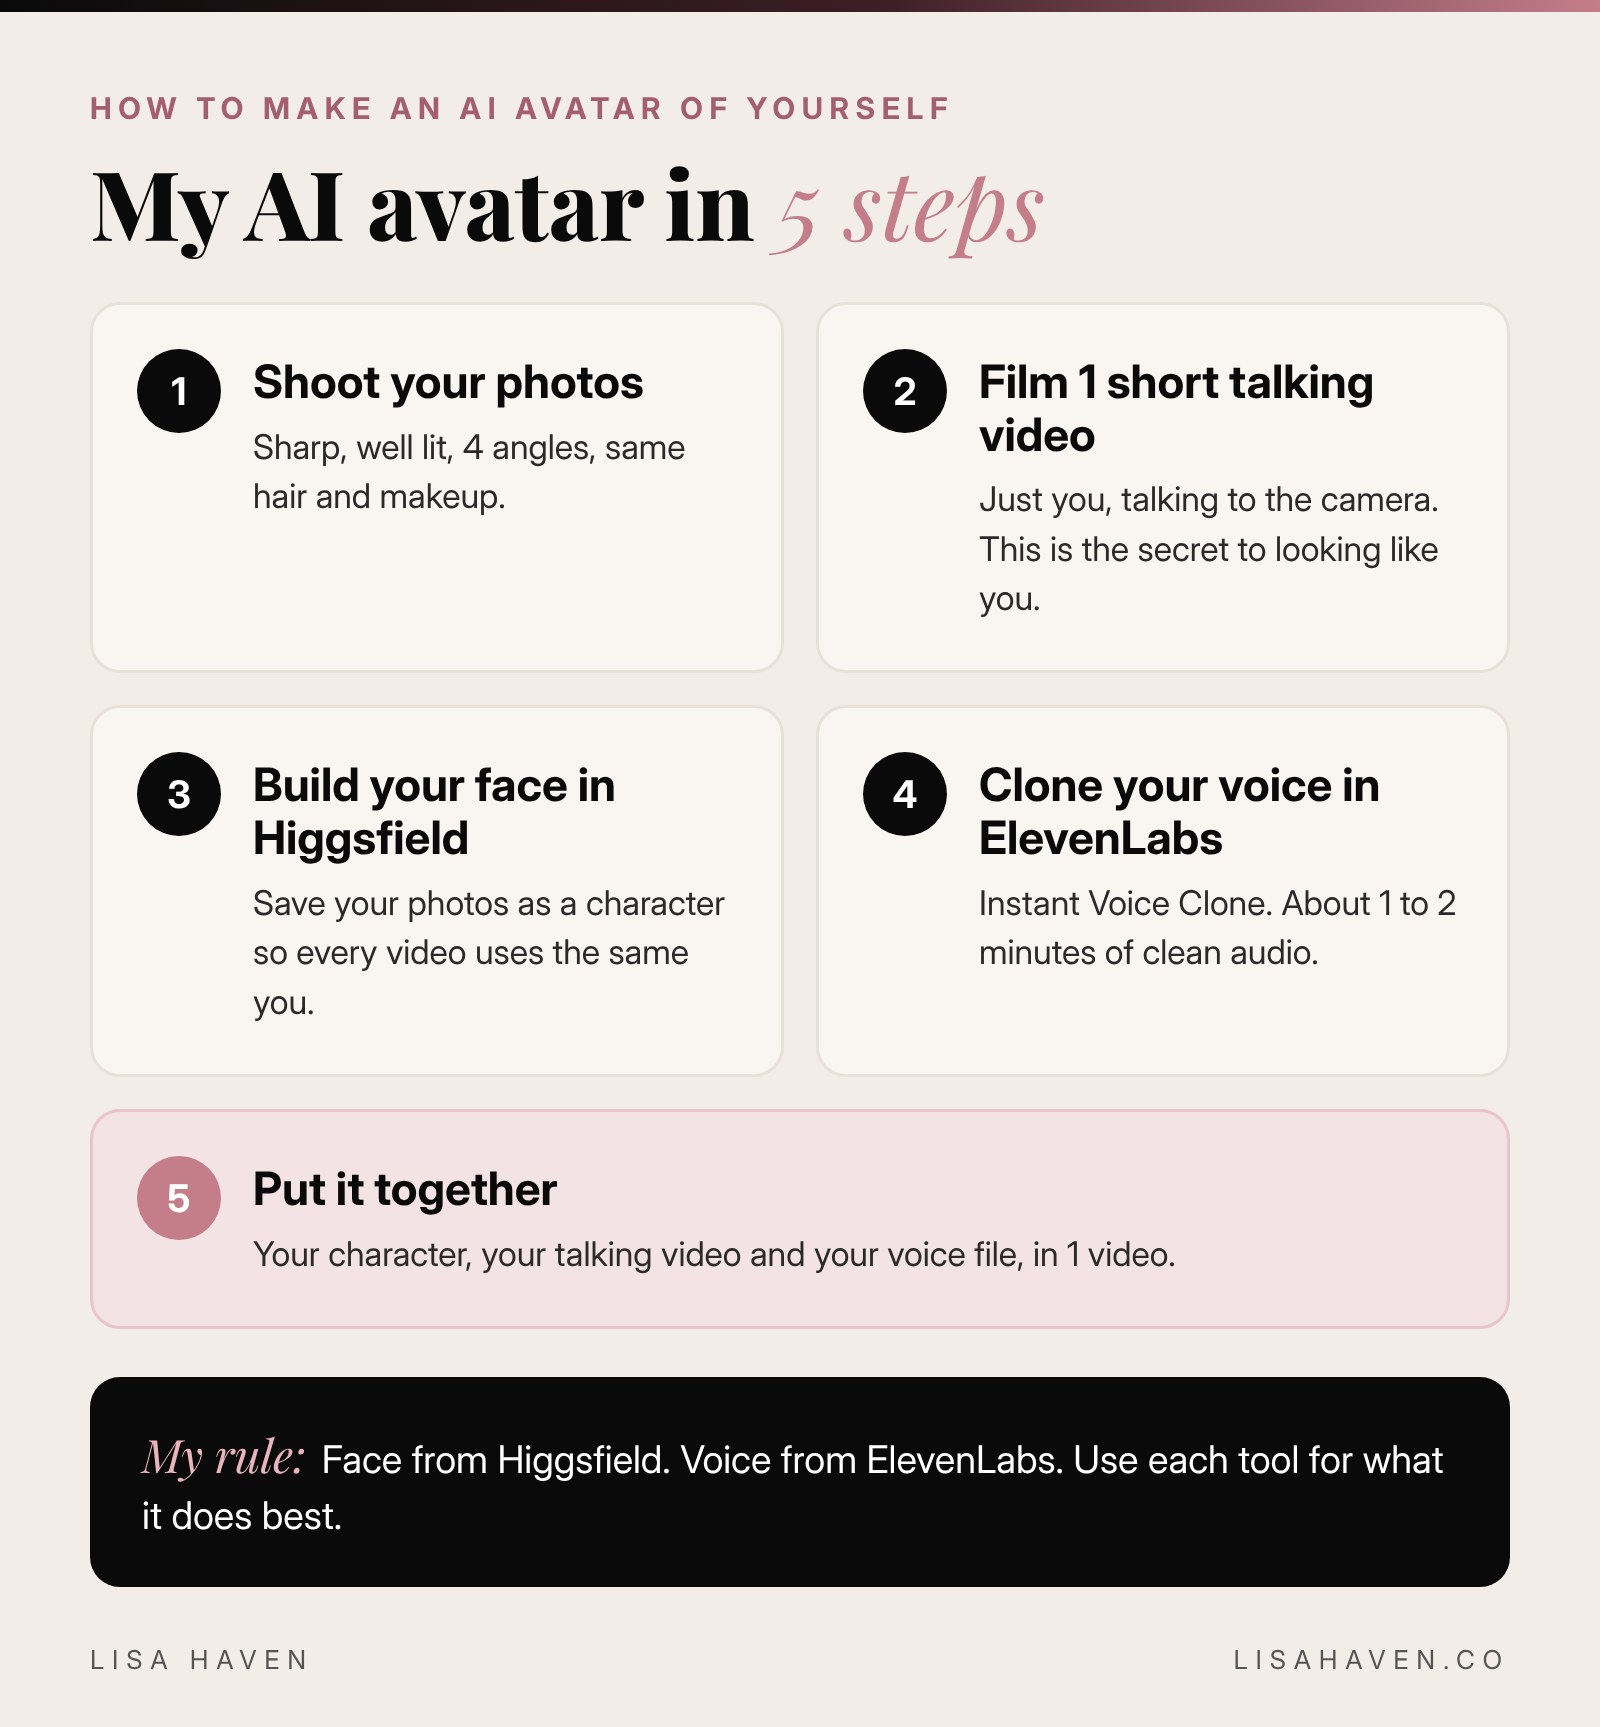 HOW TO MAKE AN AI AVATAR OF YOURSELF
My AI avatar in 5 steps
1
Shoot your photos
Sharp, well lit, 4 angles, same
hair and makeup.
2
Film 1 short talking
video
Just you, talking to the camera.
This is the secret to looking like
you.
3
Build your face in
Higgsfield
Save your photos as a character
so every video uses the same
you.
4
Clone your voice in
ElevenLabs
Instant Voice Clone. About 1 to 2
minutes of clean audio.
5
Put it together
Your character, your talking video and your voice file, in 1 video.
My rule: Face from Higgsfield. Voice from ElevenLabs. Use each tool for what
it does best.
LISA HAVEN
LISAHAVEN.CO